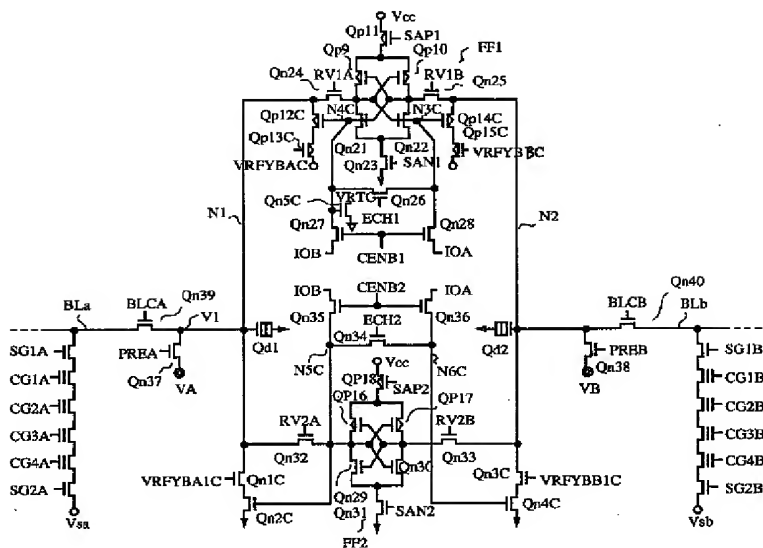 Vcc
Qp11 SAP1
Qp9 Qp10 FF1
Qn24 RV1A RV1B Qn25
Qp12C N4C N3C Qp14C
Qp13C Qn21 Qn22 Qp15C
VRFYBAC Qn23 SAN1 VRFYBBC
N1 Qn5C VRTC Qn26 N2
Qn27 ECH1 Qn28
IOB IOA
CENB1
IOB CENB2 IOA
BLa BLCA Qn39 Qn35 ECH2 Qn36 BLCB Qn40 BLb
V1 Qn34
SG1A PREA Qd1 Qd2 PREB SG1B
Qn37 VA N5C Vcc N6C VB Qn38
CG1A QP18 SAP2 CG1B
CG2A QP16 QP17 CG2B
CG3A RV2A RV2B CG3B
CG4A Qn32 Qn30 Qn33 CG4B
SG2A VRFYBA1C Qn1C Qn29 Qn3C VRFYBB1C SG2B
Vsa Qn2C Qn31 SAN2 Qn4C Vsb
FF2